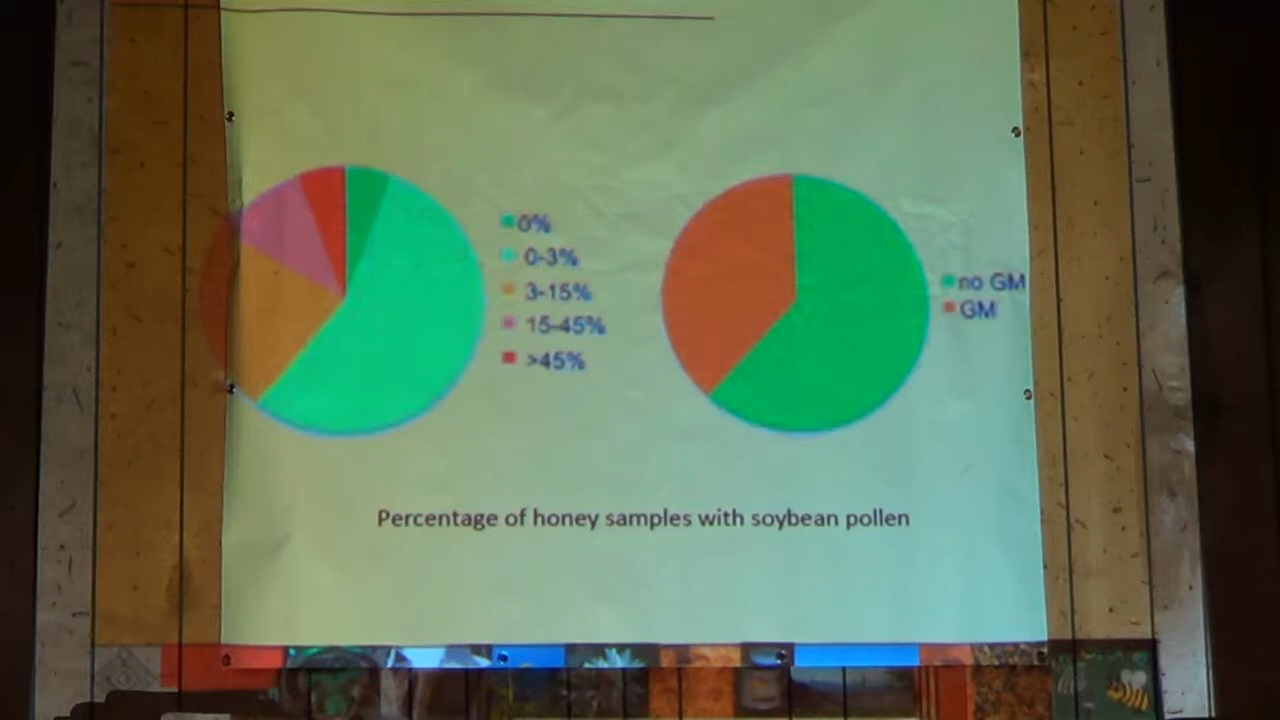 0%
0-3%
3-15%
15-45%
>45%
no GM
GM
Percentage of honey samples with soybean pollen